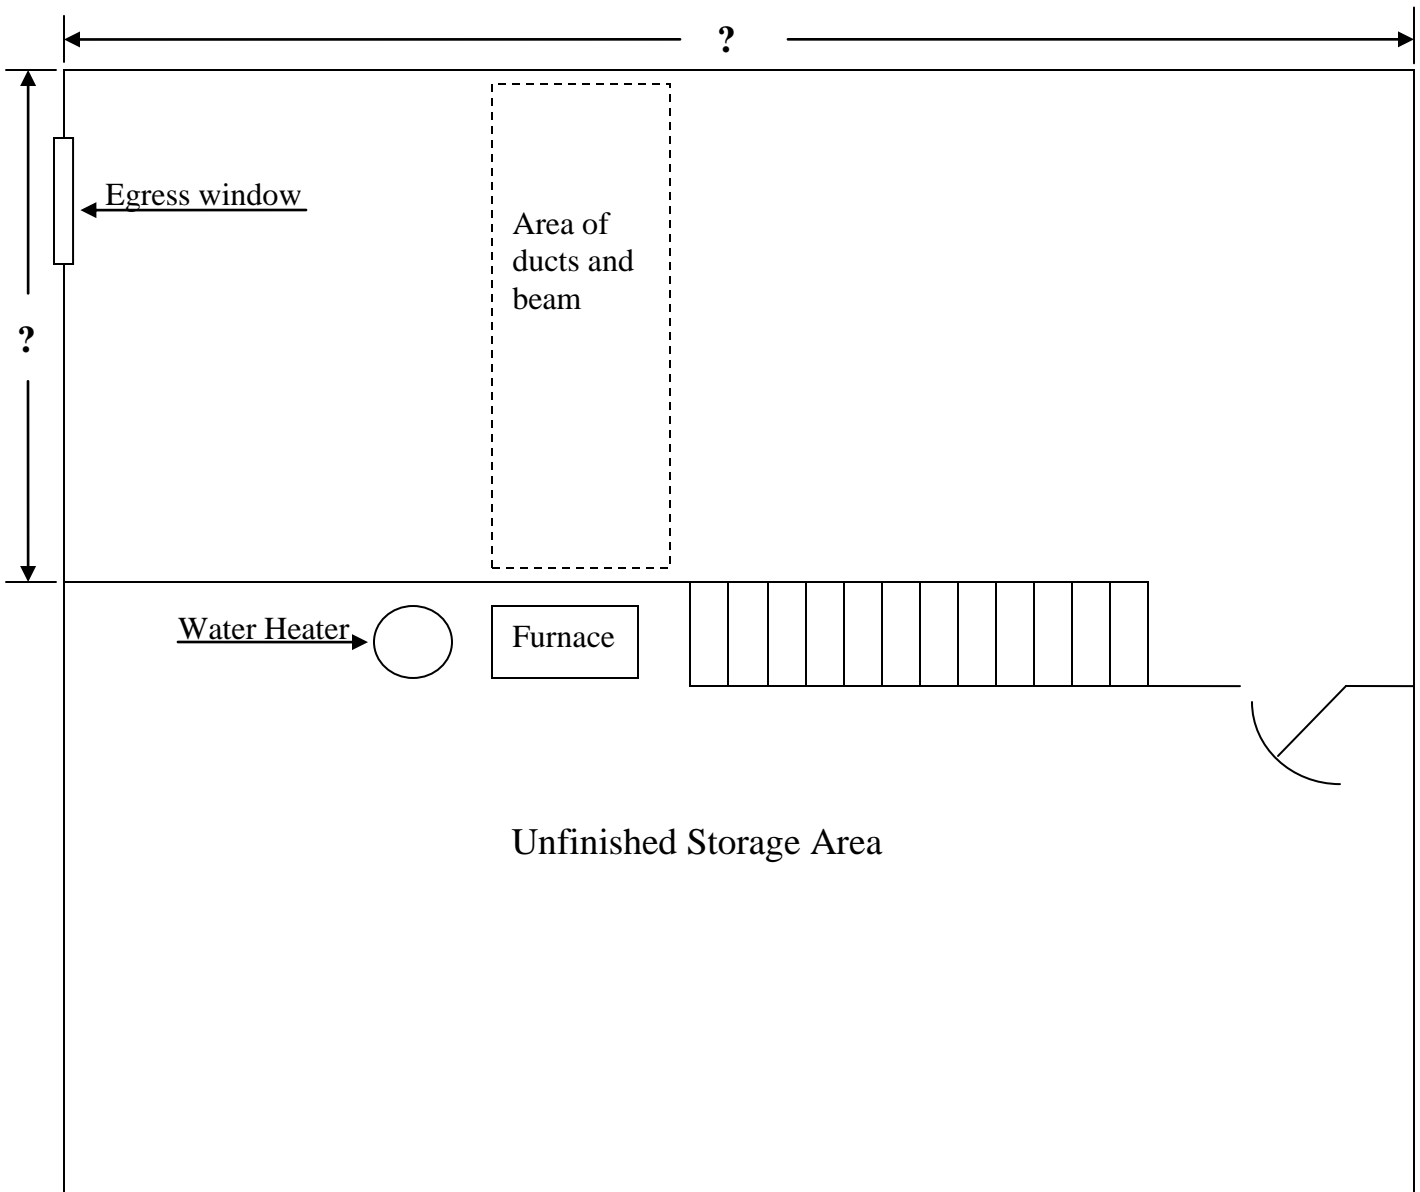 ?
Egress window
Area of
ducts and
beam
?
Water Heater
Furnace
Unfinished Storage Area